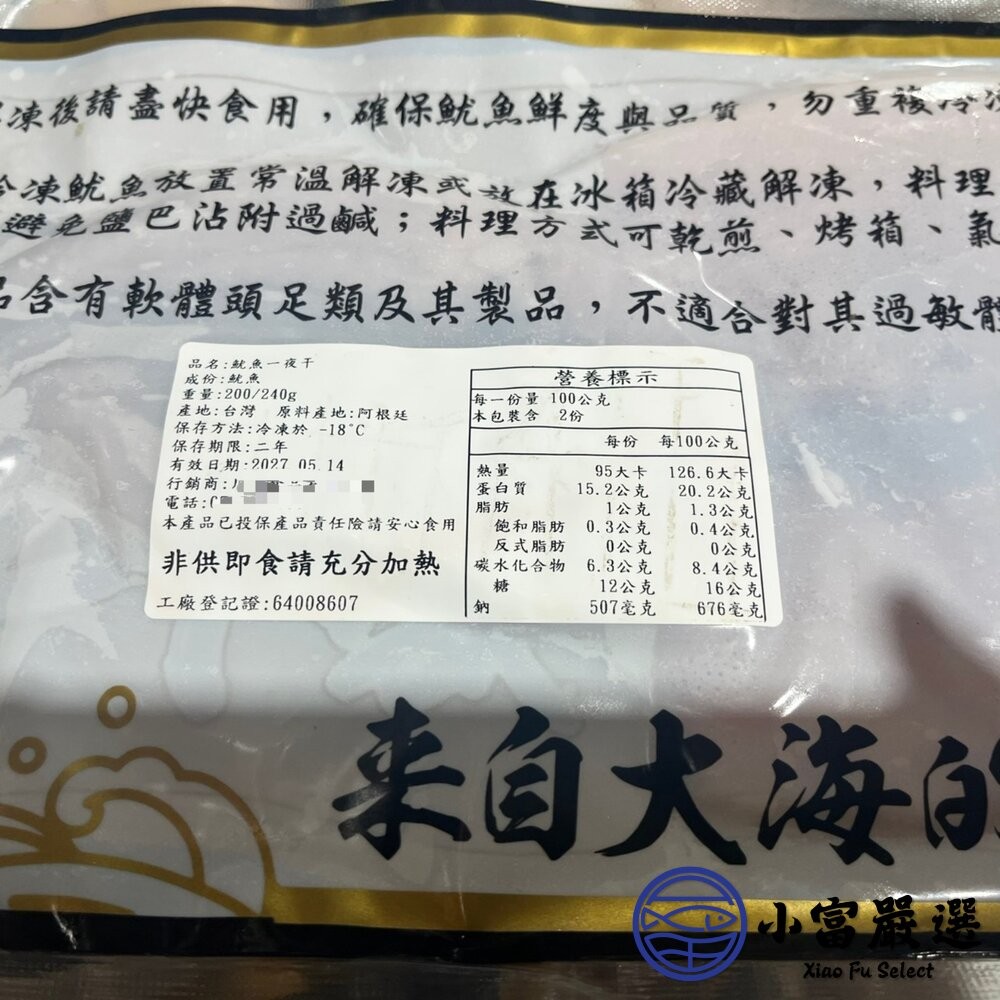 凍後請盡快食用，確保魷魚鮮度與品質，勿重複冷
凍魷魚放置常溫解凍或放在冰箱冷藏解凍，料理
避免鹽巴沾附過鹹；料理方式可乾煎、烤箱、氣
品含有軟體頭足類及其製品，不適合對其過敏體
品名:魷魚一夜干
成份:魷魚
重量:200/240g
產地:台灣 原料產地:阿根廷
保存方法:冷凍於 -18°C
保存期限:二年
有效日期:2027.05.14
行銷商:
電話:
本產品已投保產品責任險請安心食用
非供即食請充分加熱
工廠登記證:64008607
營養標示
每一份量 100公克
本包裝含 2份
每份 每100公克
熱量 95大卡 126.6大卡
蛋白質 15.2公克 20.2公克
脂肪 1公克 1.3公克
飽和脂肪 0.3公克 0.4公克
反式脂肪 0公克 0公克
碳水化合物 6.3公克 8.4公克
糖 12公克 16公克
鈉 507毫克 676毫克
来自大海的
小富嚴選
Xiao Fu Select